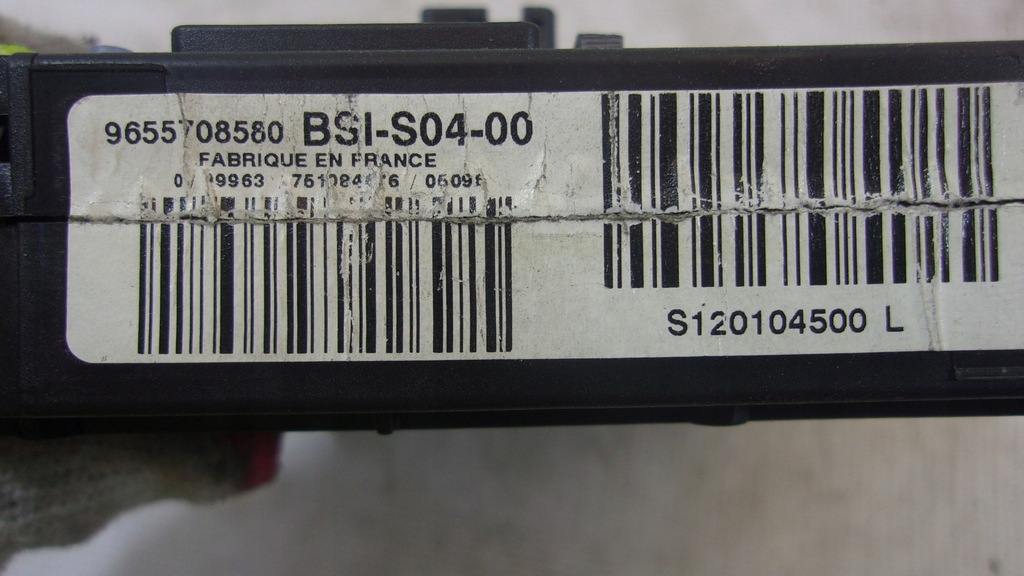 9655708580 BSI-S04-00
FABRIQUE EN FRANCE
S120104500 L